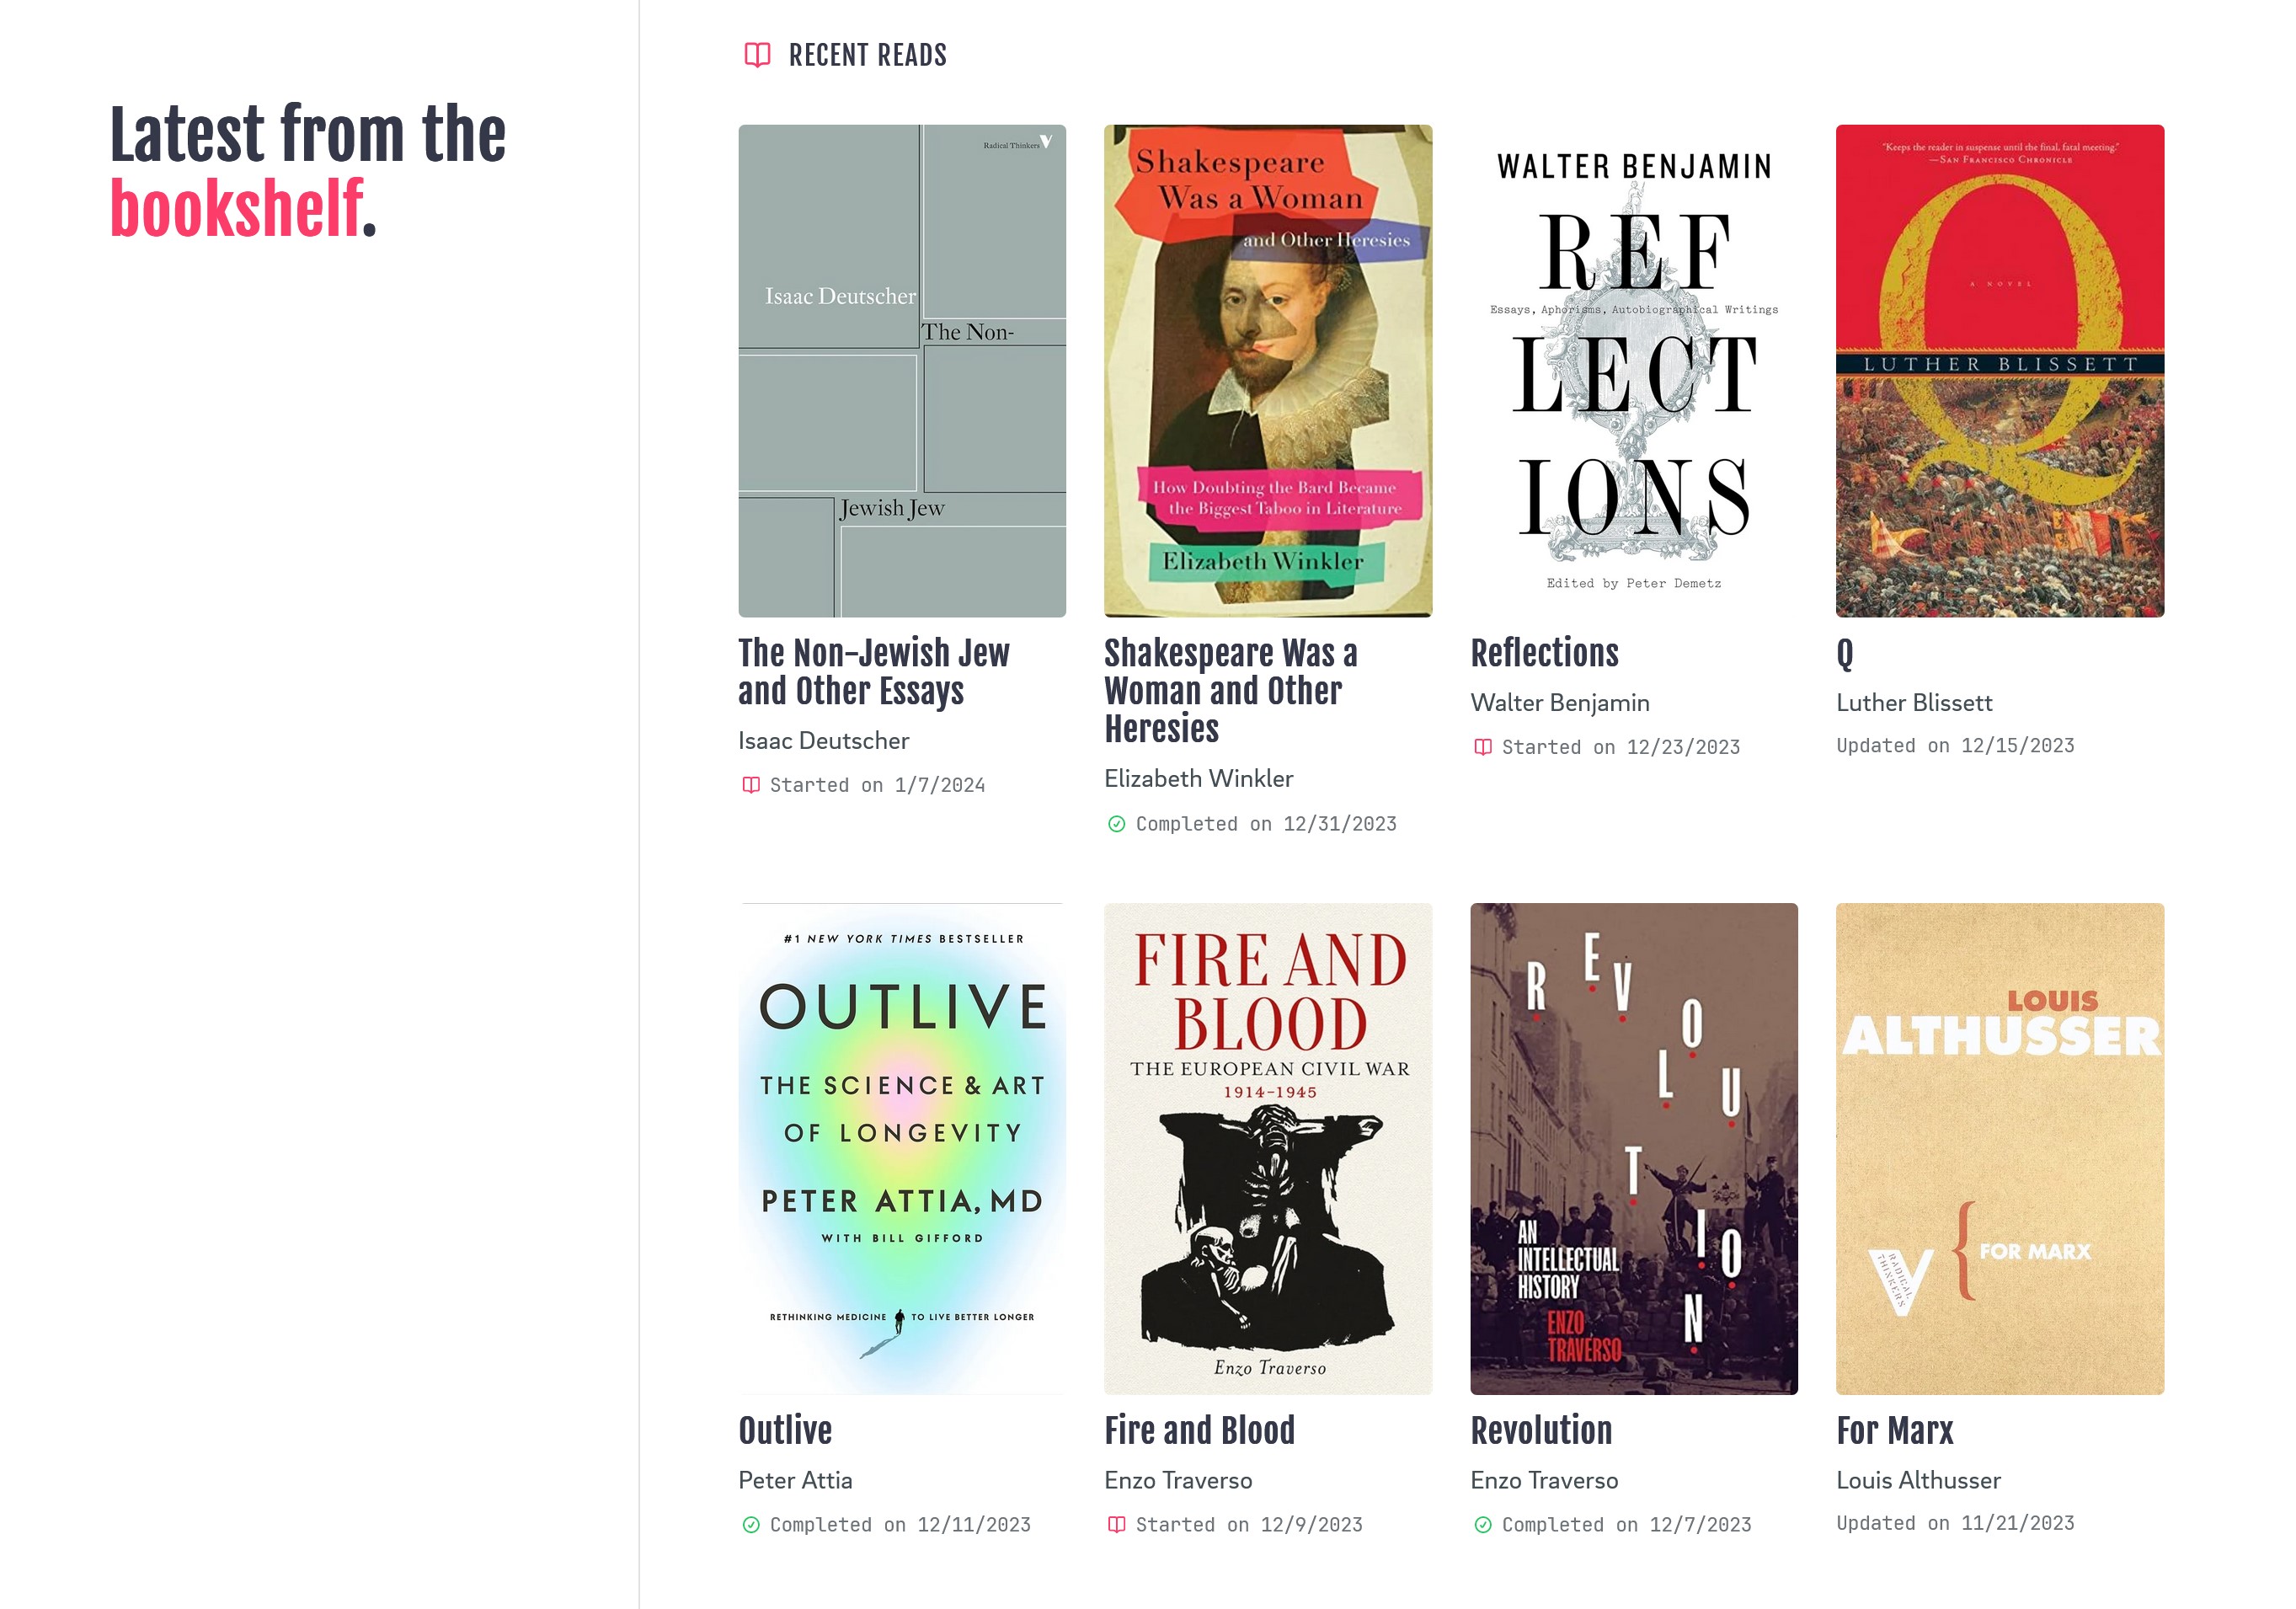 Latest from the
bookshelf.
RECENT READS
Radical Thinkers V
Isaac Deutscher
The Non-
Jewish Jew
The Non-Jewish Jew
and Other Essays
Isaac Deutscher
Started on 1/7/2024
Shakespeare
Was a Woman
and Other Heresies
How Doubting the Bard Became
the Biggest Taboo in Literature
Elizabeth Winkler
Shakespeare Was a
Woman and Other
Heresies
Elizabeth Winkler
Completed on 12/31/2023
WALTER BENJAMIN
REF
Essays, Aphorisms, Autobiographical Writings
LECT
IONS
Edited by Peter Demetz
Reflections
Walter Benjamin
Started on 12/23/2023
"Keeps the reader in suspense until the final, fatal meeting."
—SAN FRANCISCO CHRONICLE
Q
A NOVEL
LUTHER BLISSETT
Q
Luther Blissett
Updated on 12/15/2023
#1 NEW YORK TIMES BESTSELLER
OUTLIVE
THE SCIENCE & ART
OF LONGEVITY
PETER ATTIA, MD
WITH BILL GIFFORD
RETHINKING MEDICINE TO LIVE BETTER LONGER
Outlive
Peter Attia
Completed on 12/11/2023
FIRE AND
BLOOD
THE EUROPEAN CIVIL WAR
1914–1945
Enzo Traverso
Fire and Blood
Enzo Traverso
Started on 12/9/2023
REVOLUTION
AN
INTELLECTUAL
HISTORY
ENZO
TRAVERSO
Revolution
Enzo Traverso
Completed on 12/7/2023
LOUIS
ALTHUSSER
V
RADICAL
THINKERS
{ FOR MARX
For Marx
Louis Althusser
Updated on 11/21/2023